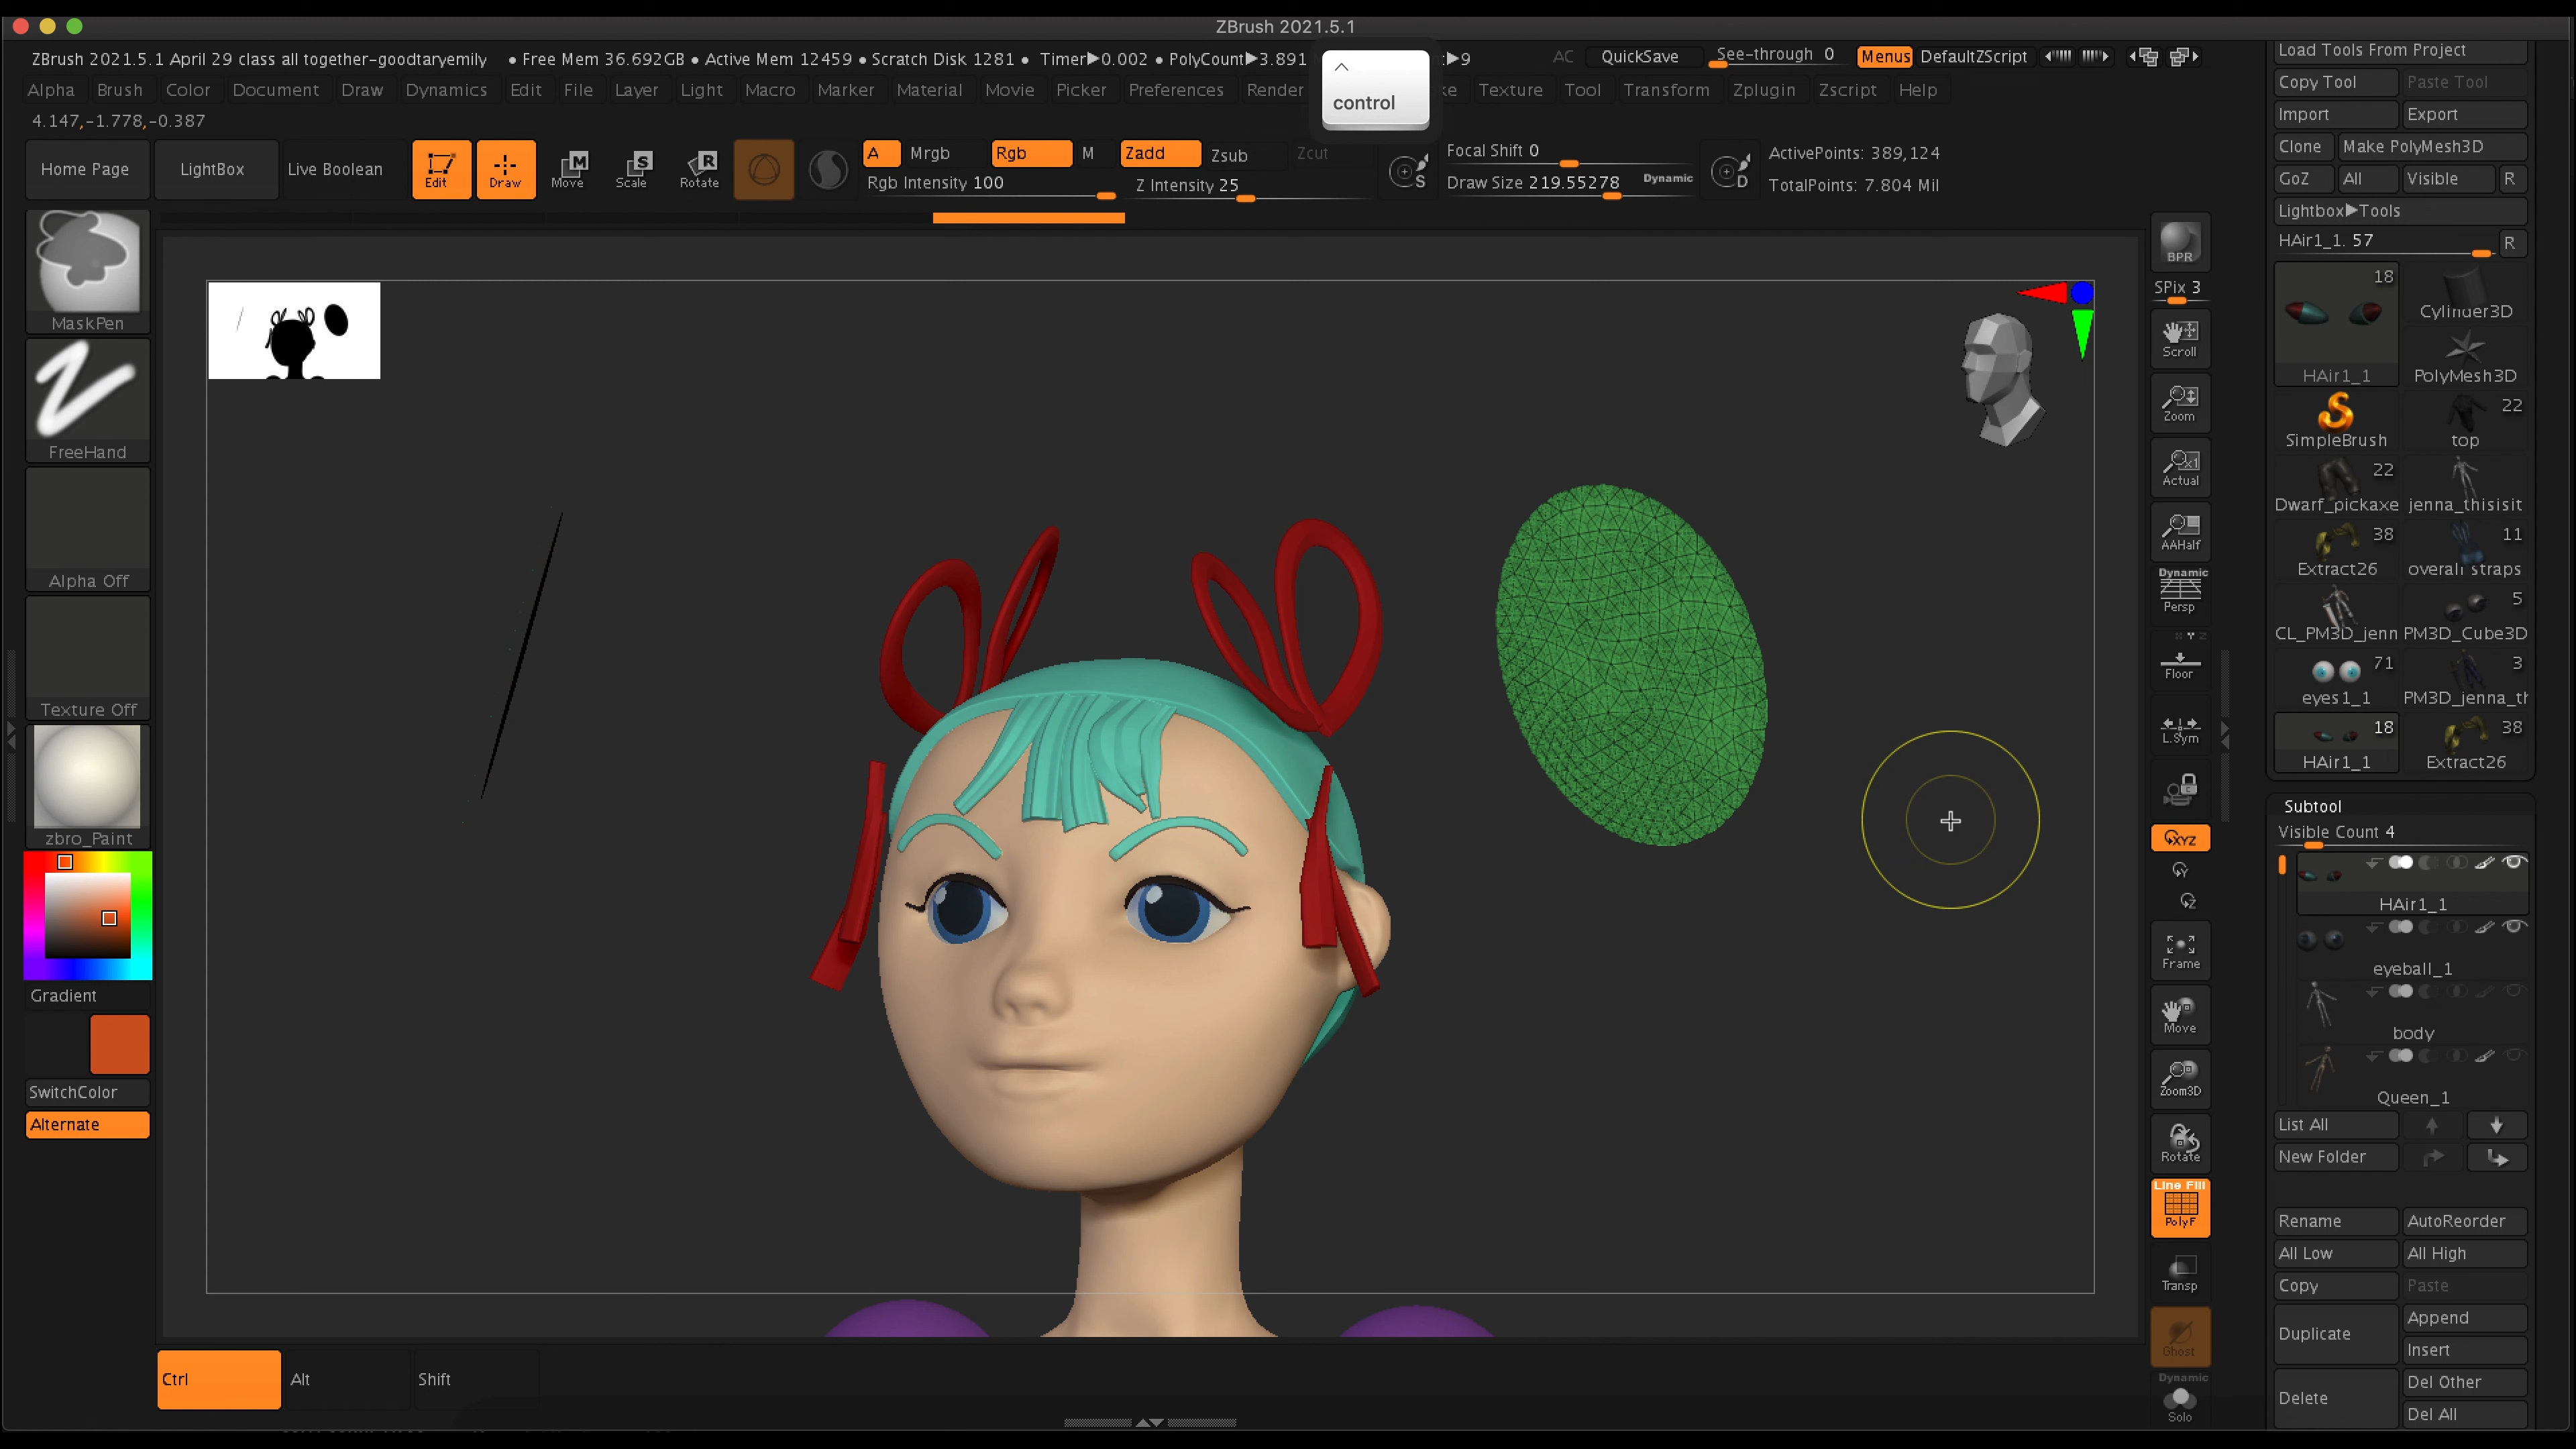 ZBrush 2021.5.1
ZBrush 2021.5.1 April 29 class all together-goodtaryemily • Free Mem 36.692GB • Active Mem 12459 • Scratch Disk 1281 • Timer▶0.002 • PolyCount▶3.891 ▶9 AC QuickSave See-through 0 Menus DefaultZScript
Load Tools From Project
Alpha Brush Color Document Draw Dynamics Edit File Layer Light Macro Marker Material Movie Picker Preferences Render ke Texture Tool Transform Zplugin Zscript Help
^
control
Copy Tool Paste Tool
4.147,-1.778,-0.387
Import Export
Home Page LightBox Live Boolean Edit Draw Move Scale Rotate
M S R
A Mrgb Rgb M Zadd Zsub Zcut
Rgb Intensity 100 Z Intensity 25
S Focal Shift 0
Draw Size 219.55278 Dynamic D
ActivePoints: 389,124
TotalPoints: 7.804 Mil
Clone Make PolyMesh3D
GoZ All Visible R
Lightbox▶Tools
HAir1_1. 57 R
18
HAir1_1
Cylinder3D
PolyMesh3D
SimpleBrush
22
top
22
Dwarf_pickaxe jenna_thisisit
38 11
Extract26 overall straps
5
CL_PM3D_jenn PM3D_Cube3D
71 3
eyes1_1 PM3D_jenna_th
18 38
HAir1_1 Extract26
MaskPen
FreeHand
Alpha Off
Texture Off
zbro_Paint
Gradient
SwitchColor
Alternate
BPR
SPix 3
Scroll
Zoom
x1
Actual
AAHalf
Dynamic
Persp
Floor
L.Sym
XYZ
Y
Z
Frame
Move
Zoom3D
Rotate
Line Fill
PolyF
Transp
Ghost
Dynamic
Solo
Subtool
Visible Count 4
HAir1_1
eyeball_1
body
Queen_1
List All
New Folder
Rename AutoReorder
All Low All High
Copy Paste
Duplicate Append
Insert
Delete Del Other
Del All
Ctrl Alt Shift